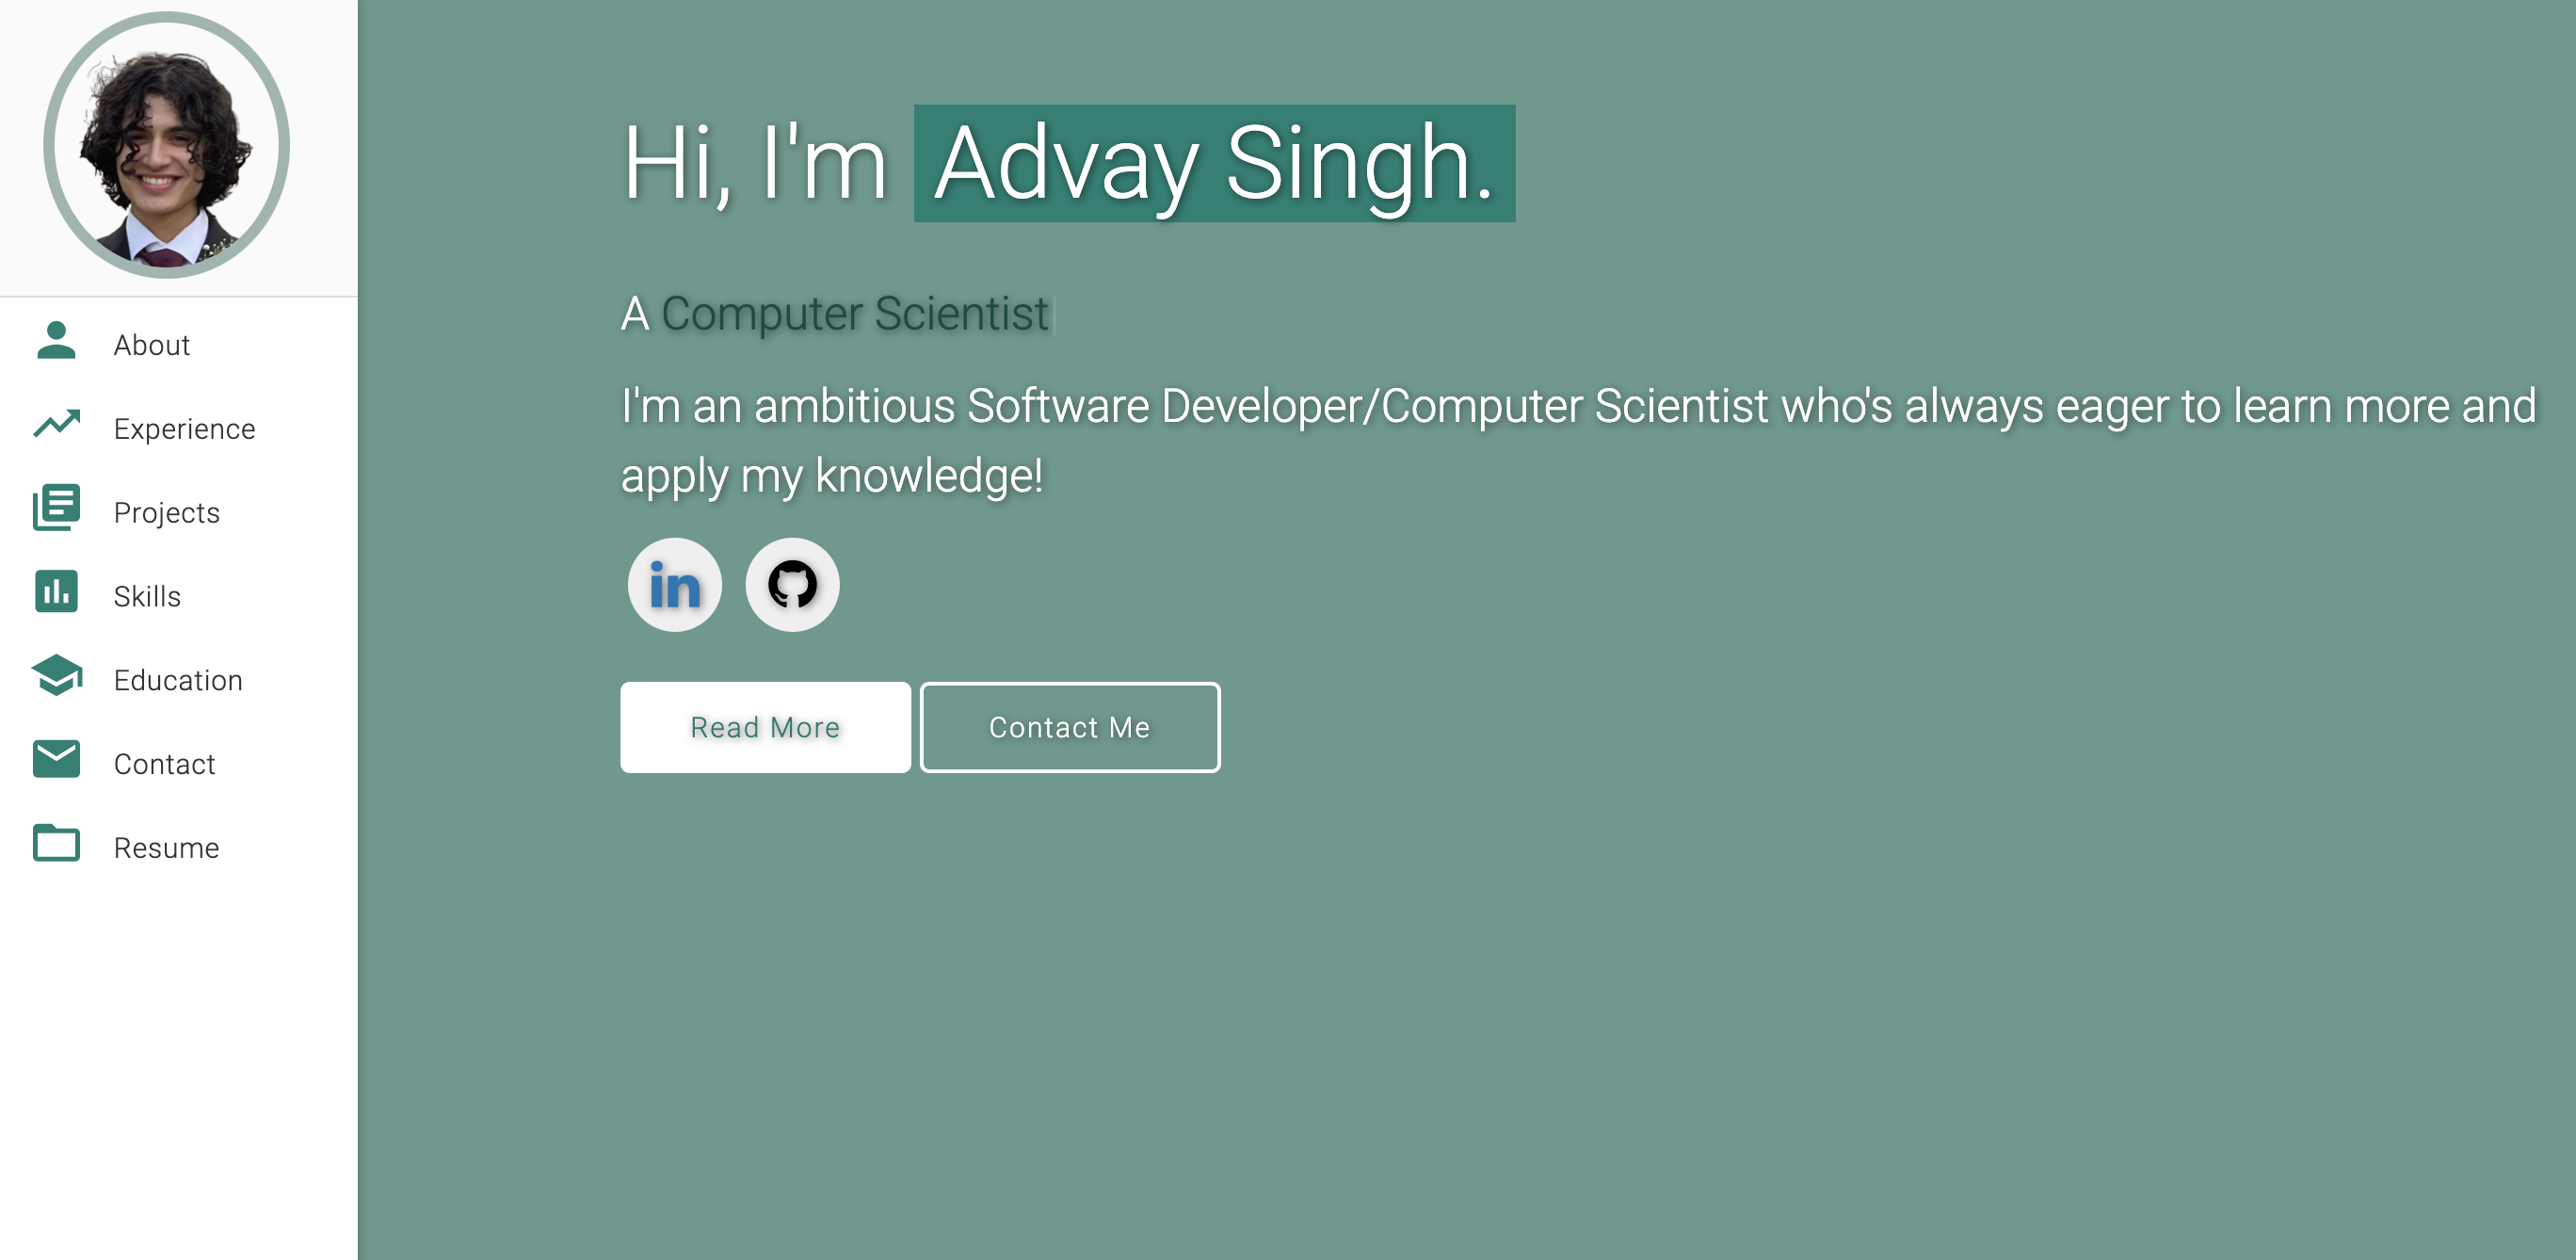 Hi, I'm Advay Singh.
A Computer Scientist
I'm an ambitious Software Developer/Computer Scientist who's always eager to learn more and
apply my knowledge!
in
Read More
Contact Me
About
Experience
Projects
Skills
Education
Contact
Resume